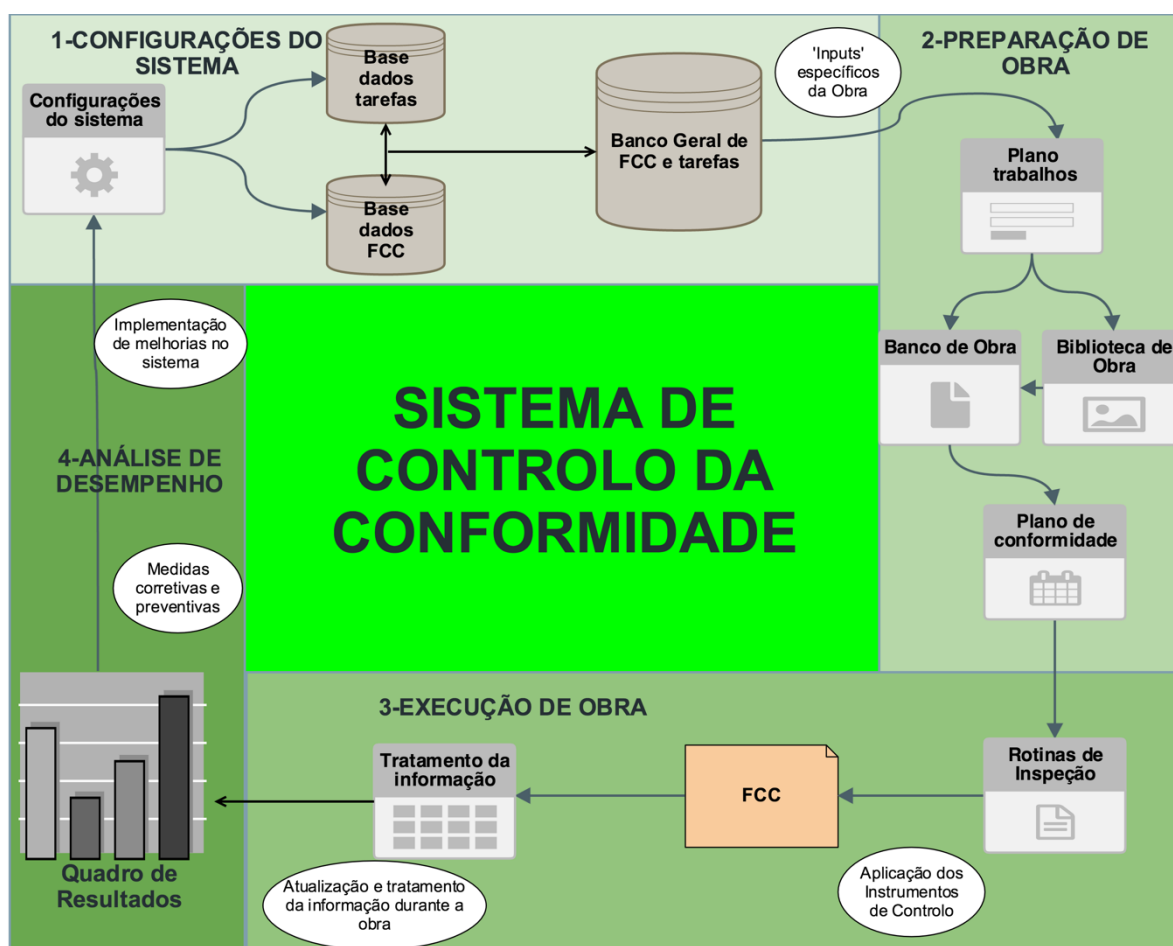 1-CONFIGURAÇÕES DO
SISTEMA
Configurações
do sistema
Base
dados
tarefas
Base
dados
FCC
Banco Geral de
FCC e tarefas
'Inputs'
específicos
da Obra
2-PREPARAÇÃO DE
OBRA
Plano
trabalhos
Banco de Obra
Biblioteca de
Obra
Plano de
conformidade
SISTEMA DE
CONTROLO DA
CONFORMIDADE
3-EXECUÇÃO DE OBRA
Rotinas de
Inspeção
Aplicação dos
Instrumentos
de Controlo
FCC
Tratamento da
informação
Atualização e tratamento
da informação durante a
obra
Implementação
de melhorias no
sistema
4-ANÁLISE DE
DESEMPENHO
Medidas
corretivas e
preventivas
Quadro de
Resultados